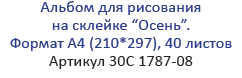 Альбом для рисования
на склейке “Осень”.
Формат А4 (210*297), 40 листов
Артикул 30С 1787-08